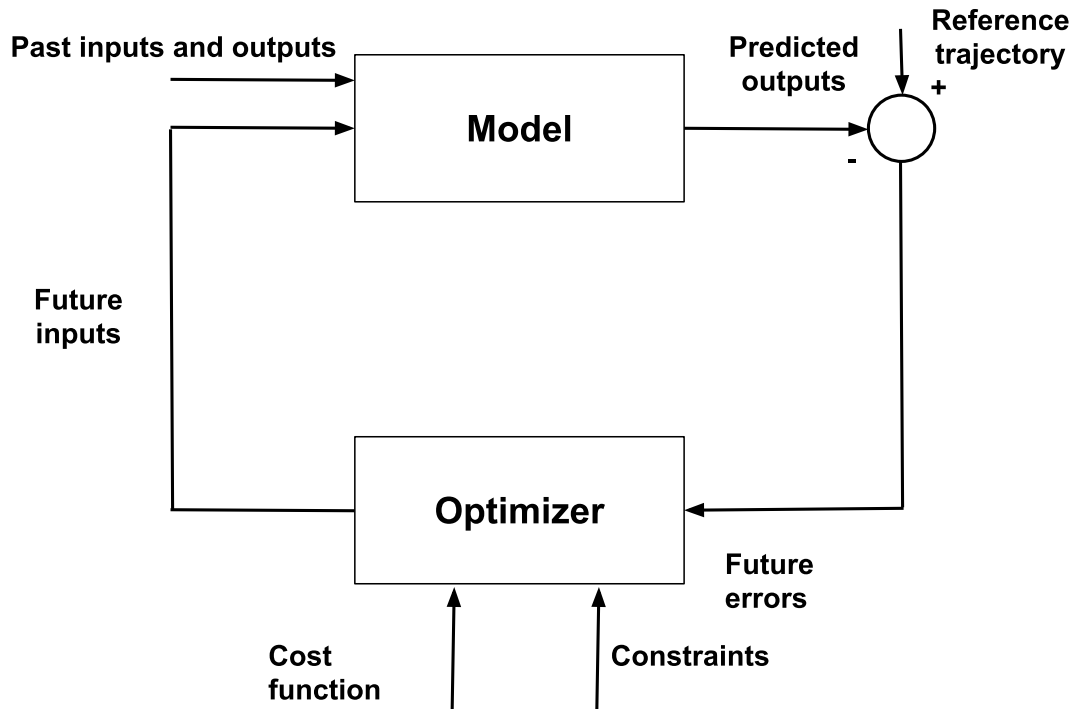 Past inputs and outputs
Model
Predicted
outputs
Reference
trajectory
+
-
Future
inputs
Optimizer
Future
errors
Cost
function
Constraints